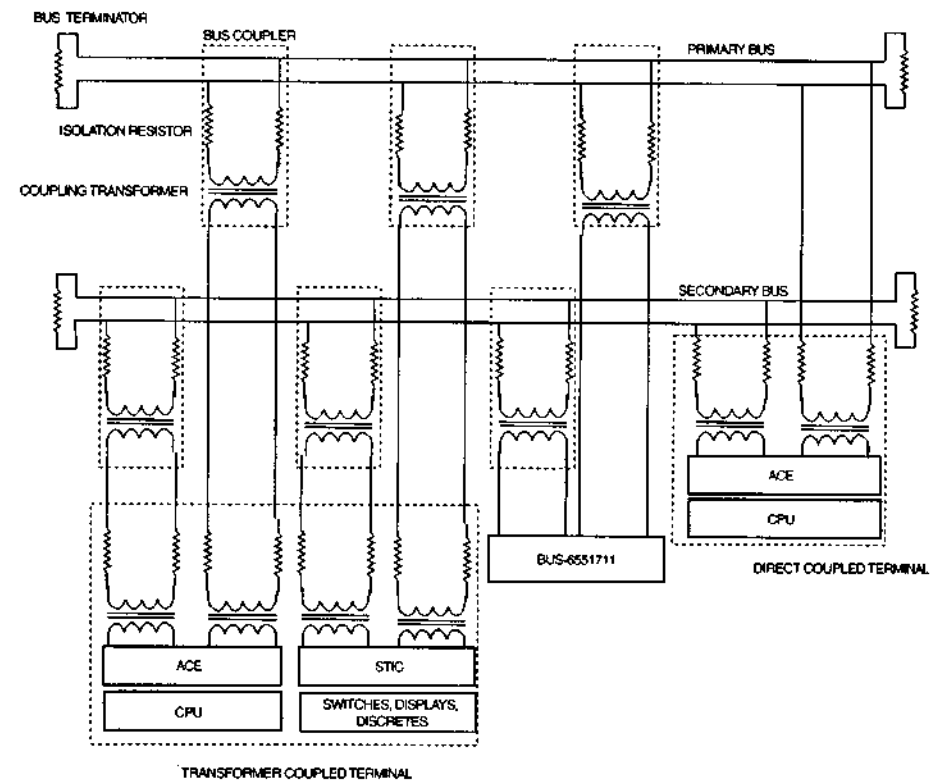 BUS TERMINATOR
BUS COUPLER
PRIMARY BUS
ISOLATION RESISTOR
COUPLING TRANSFORMER
SECONDARY BUS
ACE
CPU
BUS-6551711
DIRECT COUPLED TERMINAL
ACE
STIC
CPU
SWITCHES, DISPLAYS,
DISCRETES
TRANSFORMER COUPLED TERMINAL